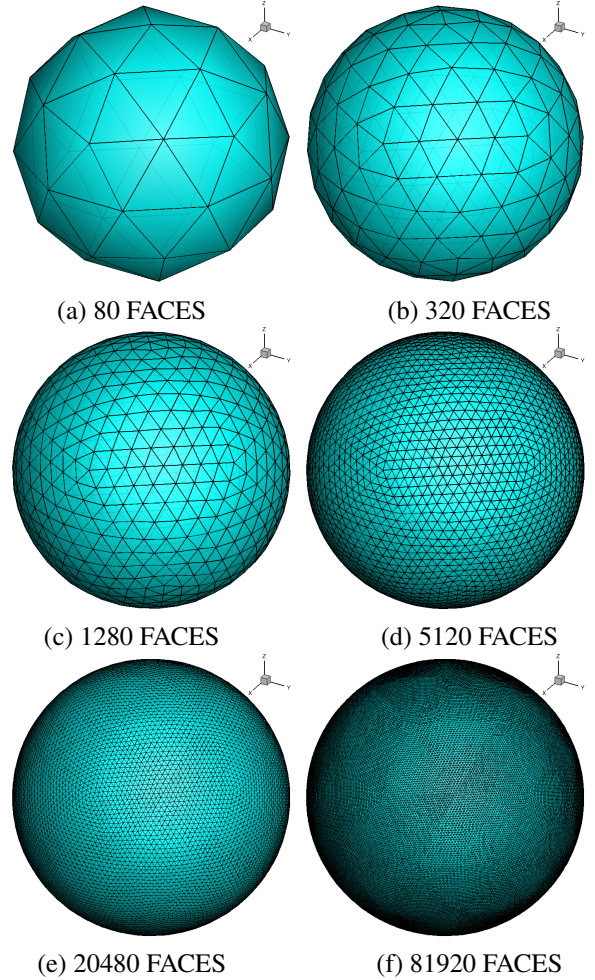 Z
X
Y
Z
X
Y
(a) 80 FACES
(b) 320 FACES
Z
X
Y
Z
X
Y
(c) 1280 FACES
(d) 5120 FACES
Z
X
Y
Z
X
Y
(e) 20480 FACES
(f) 81920 FACES